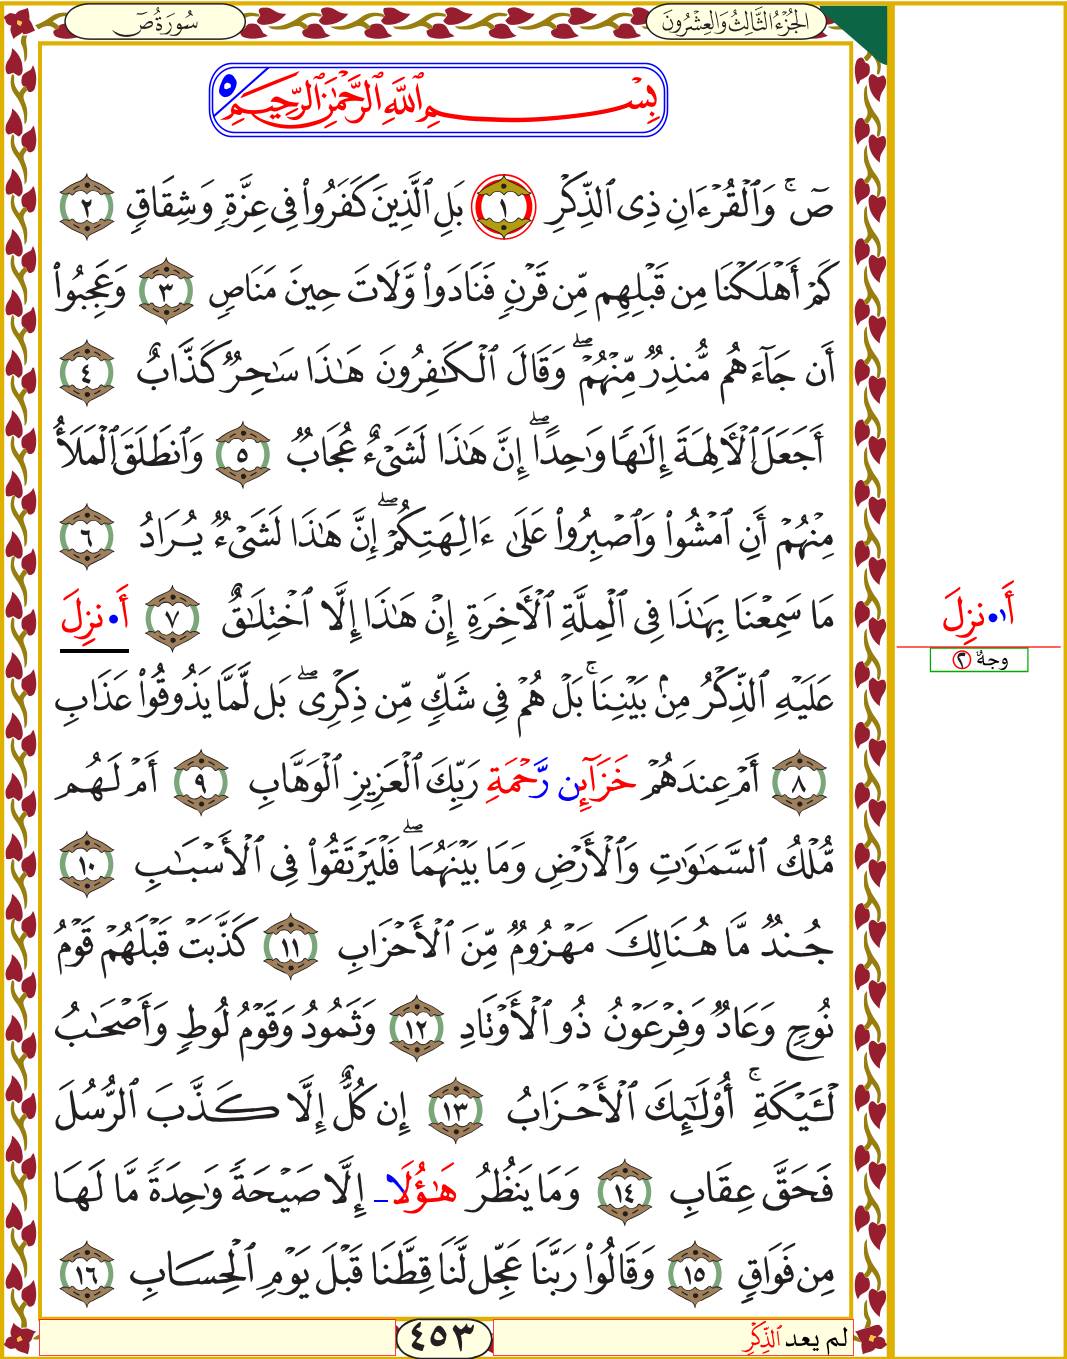 الجُزْءُ الثَّالِثُ وَالعِشْرُونَ
سُورَةُ صٓ
بِسْمِ ٱللَّهِ ٱلرَّحْمَٰنِ ٱلرَّحِيمِ ٥
صٓۚ وَٱلْقُرْءَانِ ذِى ٱلذِّكْرِ ١ بَلِ ٱلَّذِينَ كَفَرُوا۟ فِى عِزَّةٍ وَشِقَاقٍ ٢
كَمْ أَهْلَكْنَا مِن قَبْلِهِم مِّن قَرْنٍ فَنَادَوا۟ وَّلَاتَ حِينَ مَنَاصٍ ٣ وَعَجِبُوٓا۟
أَن جَآءَهُم مُّنذِرٌ مِّنْهُمْۖ وَقَالَ ٱلْكَٰفِرُونَ هَٰذَا سَٰحِرٌ كَذَّابٌ ٤
أَجَعَلَ ٱلْأَلِهَةَ إِلَٰهًا وَٰحِدًاۖ إِنَّ هَٰذَا لَشَىْءٌ عُجَابٌ ٥ وَٱنطَلَقَ ٱلْمَلَأُ
مِنْهُمْ أَنِ ٱمْشُوا۟ وَٱصْبِرُوا۟ عَلَىٰ ءَالِهَتِكُمْۖ إِنَّ هَٰذَا لَشَىْءٌ يُرَادُ ٦
مَا سَمِعْنَا بِهَٰذَا فِى ٱلْمِلَّةِ ٱلْأَخِرَةِ إِنْ هَٰذَا إِلَّا ٱخْتِلَٰقٌ ٧ أَ•نزِلَ
عَلَيْهِ ٱلذِّكْرُ مِنۢ بَيْنِنَاۚ بَلْ هُمْ فِى شَكٍّ مِّن ذِكْرِىۖ بَل لَّمَّا يَذُوقُوا۟ عَذَابِ
٨ أَمْ عِندَهُمْ خَزَآئِن رَّحْمَةِ رَبِّكَ ٱلْعَزِيزِ ٱلْوَهَّابِ ٩ أَمْ لَهُم
مُّلْكُ ٱلسَّمَٰوَٰتِ وَٱلْأَرْضِ وَمَا بَيْنَهُمَاۖ فَلْيَرْتَقُوا۟ فِى ٱلْأَسْبَٰبِ ١٠
جُندٌ مَّا هُنَالِكَ مَهْزُومٌ مِّنَ ٱلْأَحْزَابِ ١١ كَذَّبَتْ قَبْلَهُمْ قَوْمُ
نُوحٍ وَعَادٌ وَفِرْعَوْنُ ذُو ٱلْأَوْتَادِ ١٢ وَثَمُودُ وَقَوْمُ لُوطٍ وَأَصْحَٰبُ
لْـَٔيْكَةِۚ أُو۟لَٰٓئِكَ ٱلْأَحْزَابُ ١٣ إِن كُلٌّ إِلَّا كَذَّبَ ٱلرُّسُلَ
فَحَقَّ عِقَابِ ١٤ وَمَا يَنظُرُ هَٰؤُلَاـ إِلَّا صَيْحَةً وَٰحِدَةً مَّا لَهَا
مِن فَوَاقٍ ١٥ وَقَالُوا۟ رَبَّنَا عَجِّل لَّنَا قِطَّنَا قَبْلَ يَوْمِ ٱلْحِسَابِ ١٦
أَ١•نزِلَ
وجهٌ ٢
لم يعد ٱلذِّكْرِ
٤٥٣